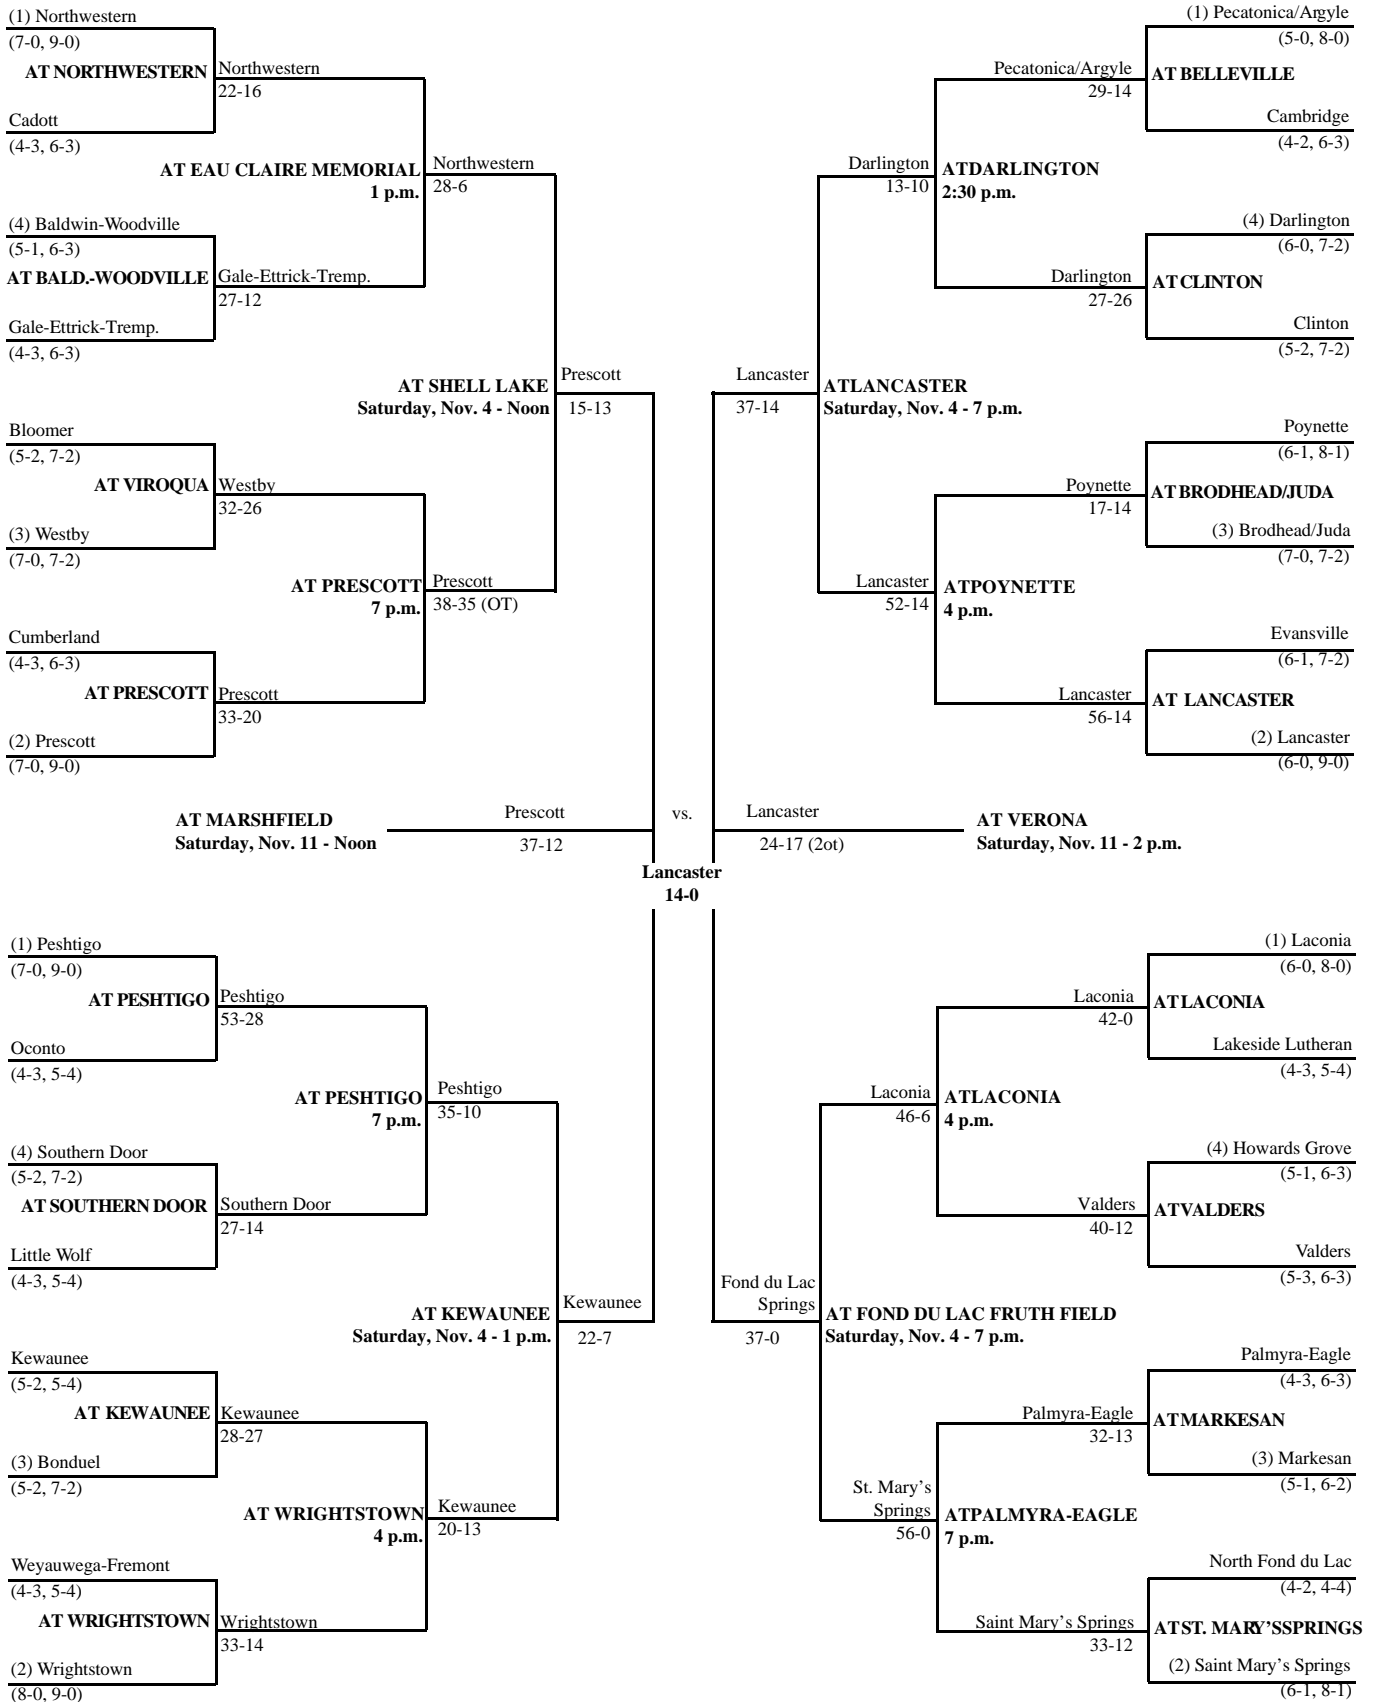 (1) Northwestern
(7-0, 9-0)
AT NORTHWESTERN
Northwestern
22-16
Cadott
(4-3, 6-3)
AT EAU CLAIRE MEMORIAL
1 p.m.
Northwestern
28-6
(4) Baldwin-Woodville
(5-1, 6-3)
AT BALD.-WOODVILLE
Gale-Ettrick-Tremp.
27-12
Gale-Ettrick-Tremp.
(4-3, 6-3)
AT SHELL LAKE
Saturday, Nov. 4 - Noon
Prescott
15-13
Bloomer
(5-2, 7-2)
AT VIROQUA
Westby
32-26
(3) Westby
(7-0, 7-2)
AT PRESCOTT
7 p.m.
Prescott
38-35 (OT)
Cumberland
(4-3, 6-3)
AT PRESCOTT
Prescott
33-20
(2) Prescott
(7-0, 9-0)
(1) Pecatonica/Argyle
(5-0, 8-0)
Pecatonica/Argyle
29-14
AT BELLEVILLE
Cambridge
(4-2, 6-3)
Darlington
13-10
ATDARLINGTON
2:30 p.m.
(4) Darlington
(6-0, 7-2)
Darlington
27-26
AT CLINTON
Clinton
(5-2, 7-2)
Lancaster
37-14
ATLANCASTER
Saturday, Nov. 4 - 7 p.m.
Poynette
(6-1, 8-1)
Poynette
17-14
AT BRODHEAD/JUDA
(3) Brodhead/Juda
(7-0, 7-2)
Lancaster
52-14
ATPOYNETTE
4 p.m.
Evansville
(6-1, 7-2)
Lancaster
56-14
AT LANCASTER
(2) Lancaster
(6-0, 9-0)
AT MARSHFIELD
Saturday, Nov. 11 - Noon
Prescott
37-12
vs.
Lancaster
24-17 (2ot)
AT VERONA
Saturday, Nov. 11 - 2 p.m.
Lancaster
14-0
(1) Peshtigo
(7-0, 9-0)
AT PESHTIGO
Peshtigo
53-28
Oconto
(4-3, 5-4)
AT PESHTIGO
7 p.m.
Peshtigo
35-10
(4) Southern Door
(5-2, 7-2)
AT SOUTHERN DOOR
Southern Door
27-14
Little Wolf
(4-3, 5-4)
AT KEWAUNEE
Saturday, Nov. 4 - 1 p.m.
Kewaunee
22-7
Kewaunee
(5-2, 5-4)
AT KEWAUNEE
Kewaunee
28-27
(3) Bonduel
(5-2, 7-2)
AT WRIGHTSTOWN
4 p.m.
Kewaunee
20-13
Weyauwega-Fremont
(4-3, 5-4)
AT WRIGHTSTOWN
Wrightstown
33-14
(2) Wrightstown
(8-0, 9-0)
(1) Laconia
(6-0, 8-0)
Laconia
42-0
AT LACONIA
Lakeside Lutheran
(4-3, 5-4)
Laconia
46-6
ATLACONIA
4 p.m.
(4) Howards Grove
(5-1, 6-3)
Valders
40-12
ATVALDERS
Valders
(5-3, 6-3)
Fond du Lac
Springs
37-0
AT FOND DU LAC FRUTH FIELD
Saturday, Nov. 4 - 7 p.m.
Palmyra-Eagle
(4-3, 6-3)
Palmyra-Eagle
32-13
AT MARKESAN
(3) Markesan
(5-1, 6-2)
St. Mary's
Springs
56-0
ATPALMYRA-EAGLE
7 p.m.
North Fond du Lac
(4-2, 4-4)
Saint Mary's Springs
33-12
AT ST. MARY'SSPRINGS
(2) Saint Mary's Springs
(6-1, 8-1)